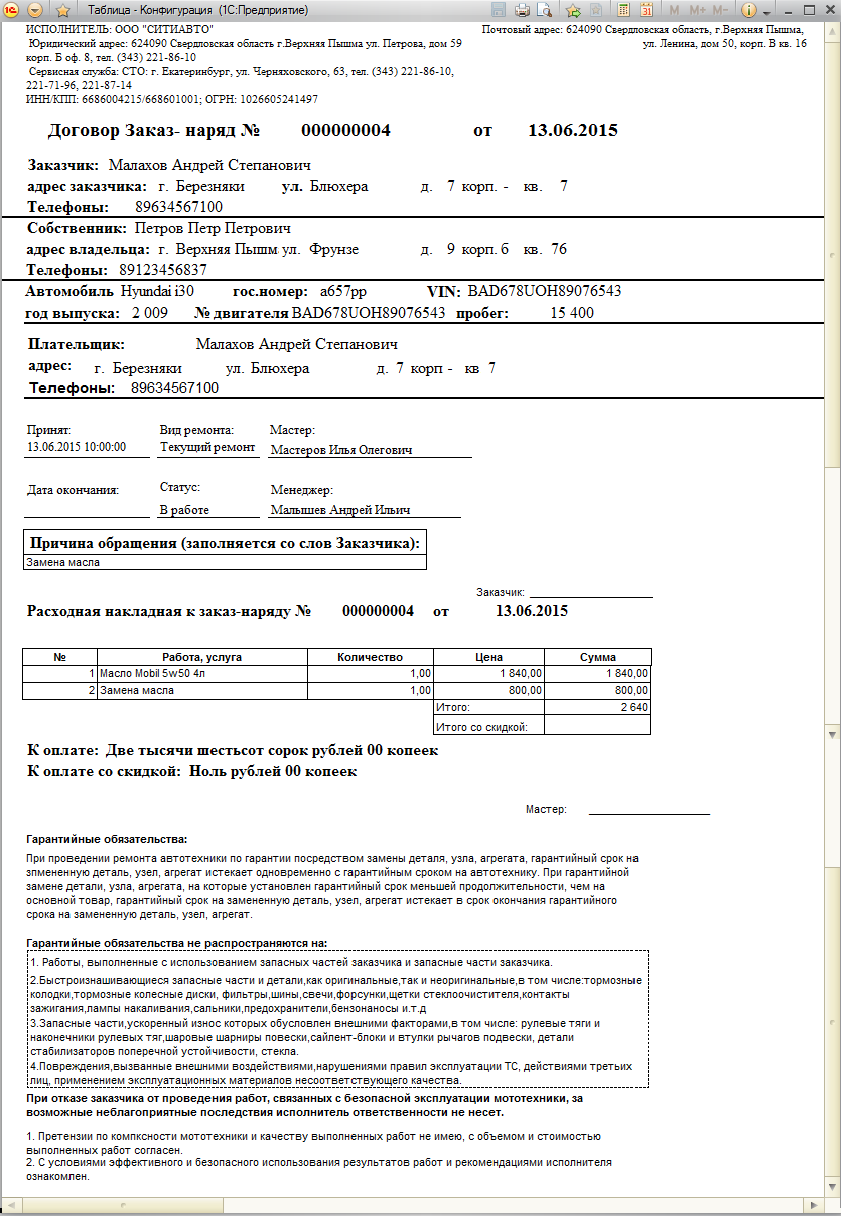 Таблица - Конфигурация (1С:Предприятие)
M M+ M-
ИСПОЛНИТЕЛЬ: ООО "СИТИАВТО" Почтовый адрес: 624090 Свердловская область, г.Верхняя Пышма,
Юридический адрес: 624090 Свердловская область г.Верхняя Пышма ул. Петрова, дом 59 ул. Ленина, дом 50, корп. В кв. 16
корп. Б оф. 8, тел. (343) 221-86-10
Сервисная служба: СТО: г. Екатеринбург, ул. Черняховского, 63, тел. (343) 221-86-10,
221-71-96, 221-87-14
ИНН/КПП: 6686004215/668601001; ОГРН: 1026605241497
Договор Заказ- наряд № 000000004 от 13.06.2015
Заказчик: Малахов Андрей Степанович
адрес заказчика: г. Березняки ул. Блюхера д. 7 корп. - кв. 7
Телефоны: 89634567100
Собственник: Петров Петр Петрович
адрес владельца: г. Верхняя Пышм ул. Фрунзе д. 9 корп. б кв. 76
Телефоны: 89123456837
Автомобиль Hyundai i30 гос.номер: а657рр VIN: BAD678UOH89076543
год выпуска: 2 009 № двигателя BAD678UOH89076543 пробег: 15 400
Плательщик: Малахов Андрей Степанович
адрес: г. Березняки ул. Блюхера д. 7 корп - кв 7
Телефоны: 89634567100
Принят: Вид ремонта: Мастер:
13.06.2015 10:00:00 Текущий ремонт Мастеров Илья Олегович
Дата окончания: Статус: Менеджер:
В работе Малышев Андрей Ильич
Причина обращения (заполняется со слов Заказчика):
Замена масла
Заказчик:
Расходная накладная к заказ-наряду № 000000004 от 13.06.2015
№ Работа, услуга Количество Цена Сумма
1 Масло Mobil 5w50 4л 1,00 1 840,00 1 840,00
2 Замена масла 1,00 800,00 800,00
Итого: 2 640
Итого со скидкой:
К оплате: Две тысячи шестьсот сорок рублей 00 копеек
К оплате со скидкой: Ноль рублей 00 копеек
Мастер:
Гарантийные обязательства:
При проведении ремонта автотехники по гарантии посредством замены деталя, узла, агрегата, гарантийный срок на
зпмененную деталь, узел, агрегат истекает одновременно с гарантийным сроком на автотехнику. При гарантийной
замене детали, узла, агрегата, на которые установлен гарантийный срок меньшей продолжительности, чем на
основной товар, гарантийный срок на замененную деталь, узел, агрегат истекает в срок окончания гарантийного
срока на замененную деталь, узел, агрегат.
Гарантийные обязательства не распространяются на:
1. Работы, выполненные с использованием запасных частей заказчика и запасные части заказчика.
2.Быстроизнашивающиеся запасные части и детали,как оригинальные,так и неоригинальные,в том числе:тормозные
колодки,тормозные колесные диски, фильтры,шины,свечи,форсунки,щетки стеклоочистителя,контакты
зажигания,лампы накаливания,сальники,предохранители,бензонаносы и.т.д
3.Запасные части,ускоренный износ которых обусловлен внешними факторами,в том числе: рулевые тяги и
наконечники рулевых тяг,шаровые шарниры повески,сайлент-блоки и втулки рычагов подвески, детали
стабилизаторов поперечной устойчивости, стекла.
4.Повреждения,вызванные внешними воздействиями,нарушениями правил эксплуатации ТС, действиями третьих
лиц, применением эксплуатационных материалов несоответствующего качества.
При отказе заказчика от проведения работ, связанных с безопасной эксплуатации мототехники, за
возможные неблагоприятные последствия исполнитель ответственности не несет.
1. Претензии по компксности мототехники и качеству выполненных работ не имею, с объемом и стоимостью
выполненных работ согласен.
2. С условиями эффективного и безопасного использования результатов работ и рекомендациями исполнителя
ознакомлен.